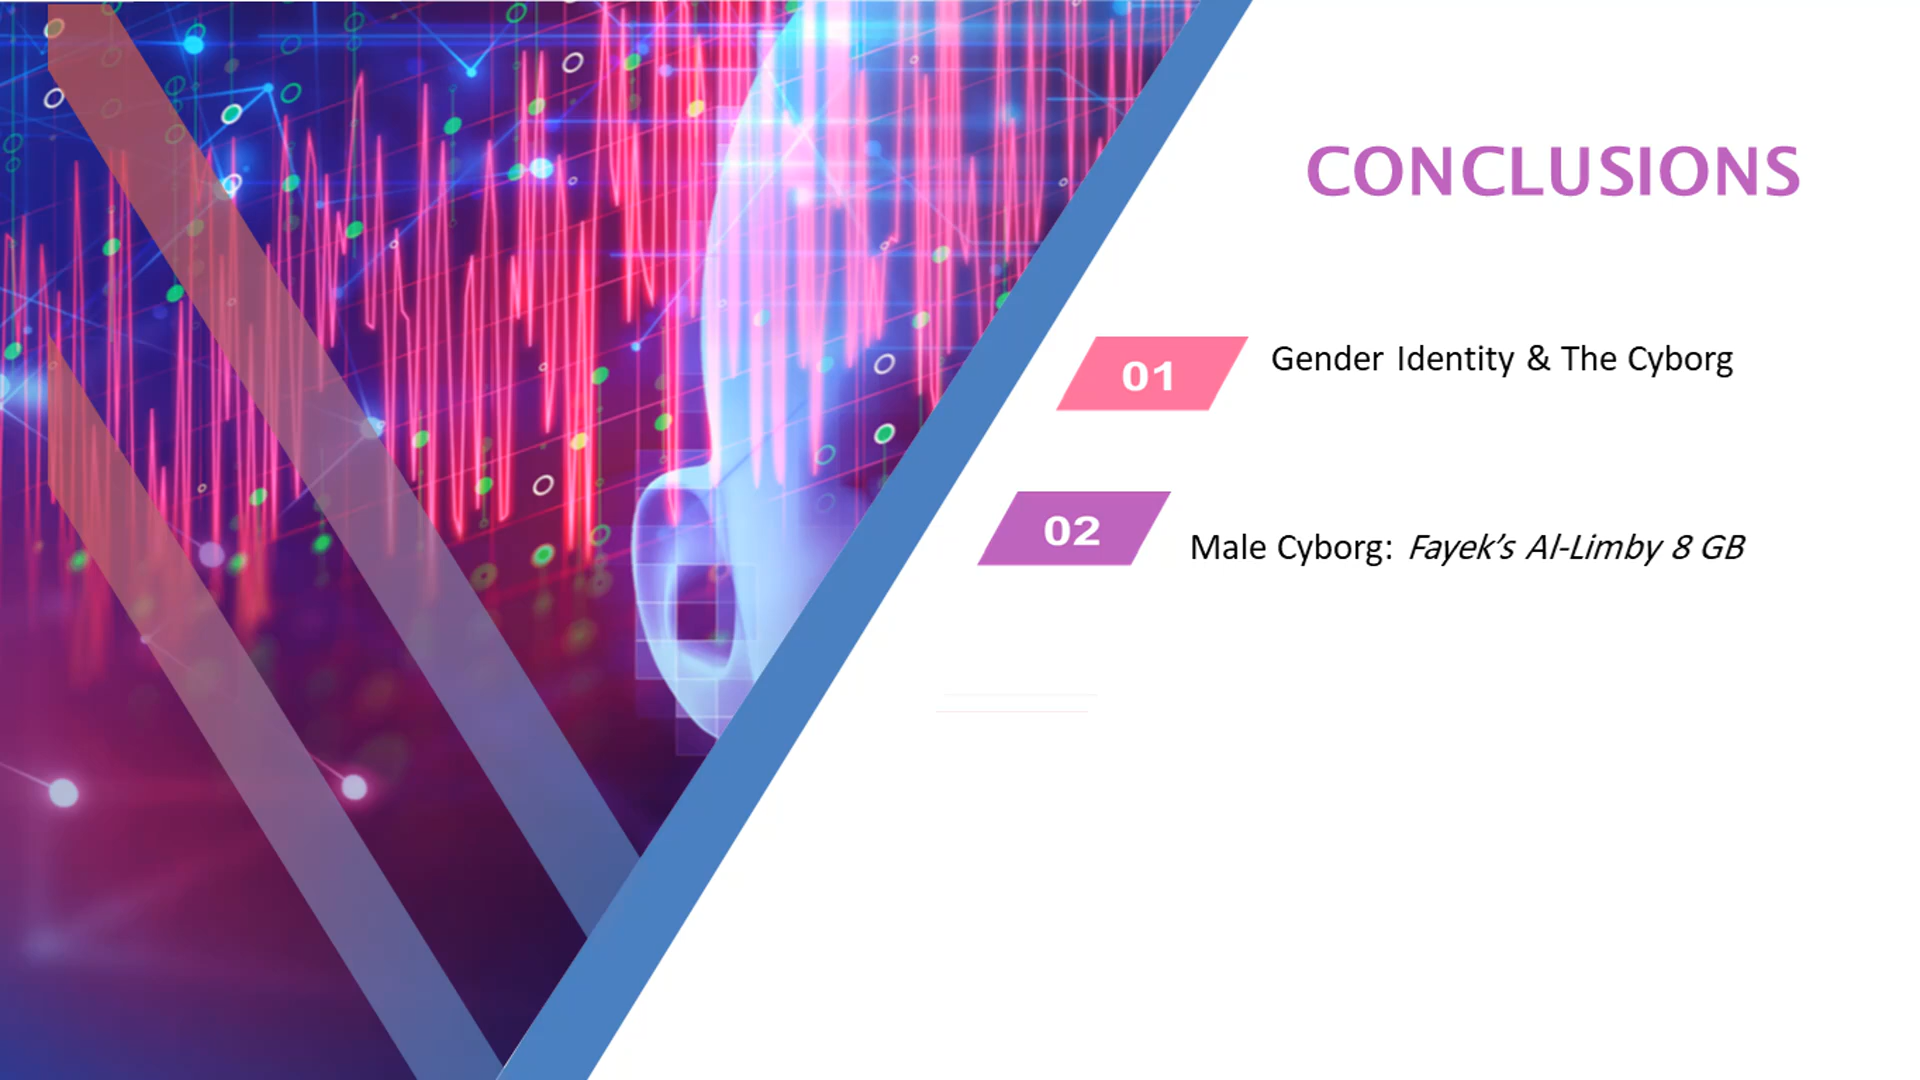 CONCLUSIONS
01 Gender Identity & The Cyborg
02 Male Cyborg: Fayek’s Al-Limby 8 GB